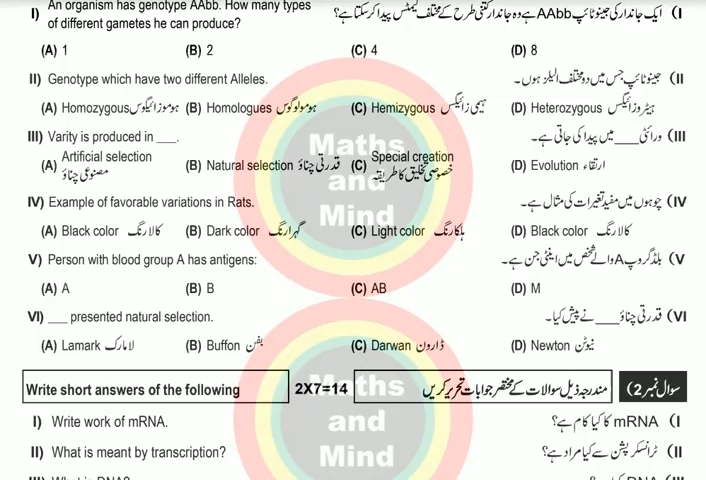 I) An organism has genotype AAbb. How many types of different gametes he can produce?
I) ایک جاندار کی جینوٹائپ AAbb ہے وہ جاندار کتنی طرح کے مختلف گیمٹس پیدا کر سکتا ہے؟
(A) 1 (B) 2 (C) 4 (D) 8
II) Genotype which have two different Alleles. II) جینوٹائپ جس میں دو مختلف الیلز ہوں۔
(A) Homozygous ہوموزائیگوس (B) Homologues ہومولوگوس (C) Hemizygous ہیمی زائیگس (D) Heterozygous ہیٹروزائیگس
III) Varity is produced in ___. III) ورائٹی ___ میں پیدا کی جاتی ہے۔
(A) Artificial selection مصنوعی چناؤ (B) Natural selection قدرتی چناؤ (C) Special creation خصوصی تخلیق کا طریقہ (D) Evolution ارتقاء
IV) Example of favorable variations in Rats. IV) چوہوں میں مفید تغیرات کی مثال ہے۔
(A) Black color کالا رنگ (B) Dark color گہرا رنگ (C) Light color ہلکا رنگ (D) Black color کالا رنگ
V) Person with blood group A has antigens: V) بلڈ گروپ A والے شخص میں اینٹی جن ہے۔
(A) A (B) B (C) AB (D) M
VI) ___ presented natural selection. VI) قدرتی چناؤ ___ نے پیش کیا۔
(A) Lamark لامارک (B) Buffon بفن (C) Darwan ڈارون (D) Newton نیوٹن
Write short answers of the following 2X7=14 مندرجہ ذیل سوالات کے مختصر جوابات تحریر کریں سوال نمبر 2)
I) Write work of mRNA. I) mRNA کا کیا کام ہے؟
II) What is meant by transcription? II) ٹرانسکرپشن سے کیا مراد ہے؟
Maths and Mind
Maths and Mind